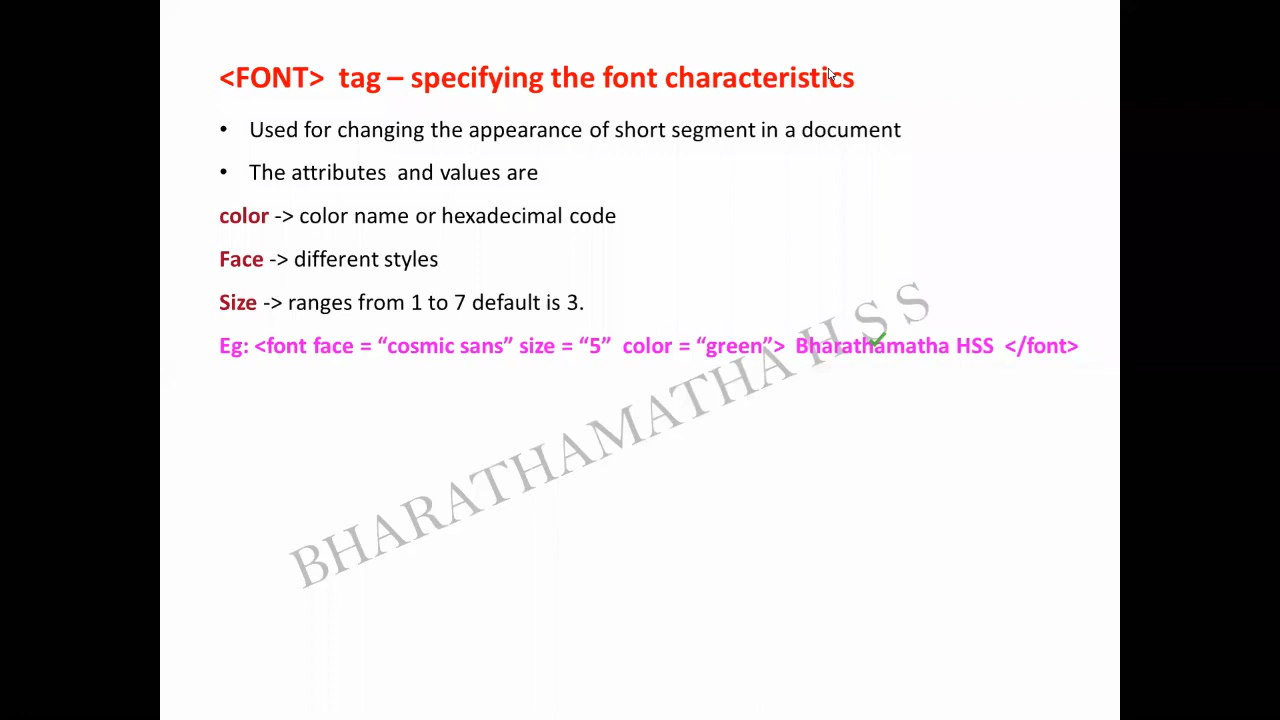 <FONT>  tag – specifying the font characteristics
• Used for changing the appearance of short segment in a document
• The attributes  and values are
color -> color name or hexadecimal code
Face -> different styles
Size -> ranges from 1 to 7 default is 3.
Eg: <font face = “cosmic sans” size = “5”  color = “green”>  Bharathamatha HSS  </font>
BHARATHAMATHA H S S